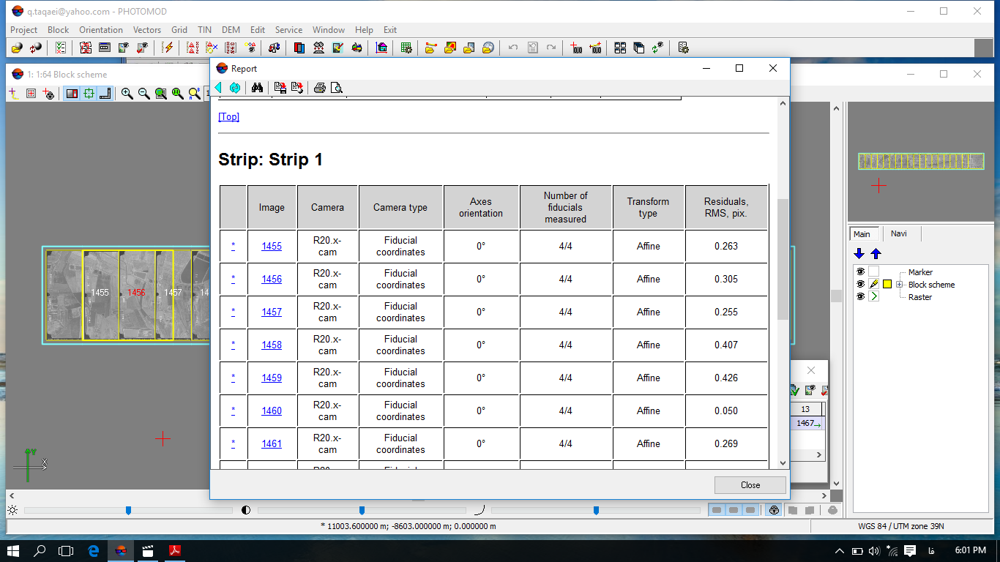 q.taqaei@yahoo.com - PHOTOMOD
Project Block Orientation Vectors Grid TIN DEM Edit Service Window Help Exit
1: 1:64 Block scheme
Report
[Top]
Strip: Strip 1
Image Camera Camera type Axes orientation Number of fiducials measured Transform type Residuals, RMS, pix.
* 1455 R20.x-cam Fiducial coordinates 0° 4/4 Affine 0.263
* 1456 R20.x-cam Fiducial coordinates 0° 4/4 Affine 0.305
* 1457 R20.x-cam Fiducial coordinates 0° 4/4 Affine 0.255
* 1458 R20.x-cam Fiducial coordinates 0° 4/4 Affine 0.407
* 1459 R20.x-cam Fiducial coordinates 0° 4/4 Affine 0.426
* 1460 R20.x-cam Fiducial coordinates 0° 4/4 Affine 0.050
* 1461 R20.x-cam Fiducial coordinates 0° 4/4 Affine 0.269
Close
1455 1456 1457 14
Y
X
Main Navi
Marker
Block scheme
Raster
13
1467
* 11003.600000 m; -8603.000000 m; 0.000000 m
WGS 84 / UTM zone 39N
فا
6:01 PM